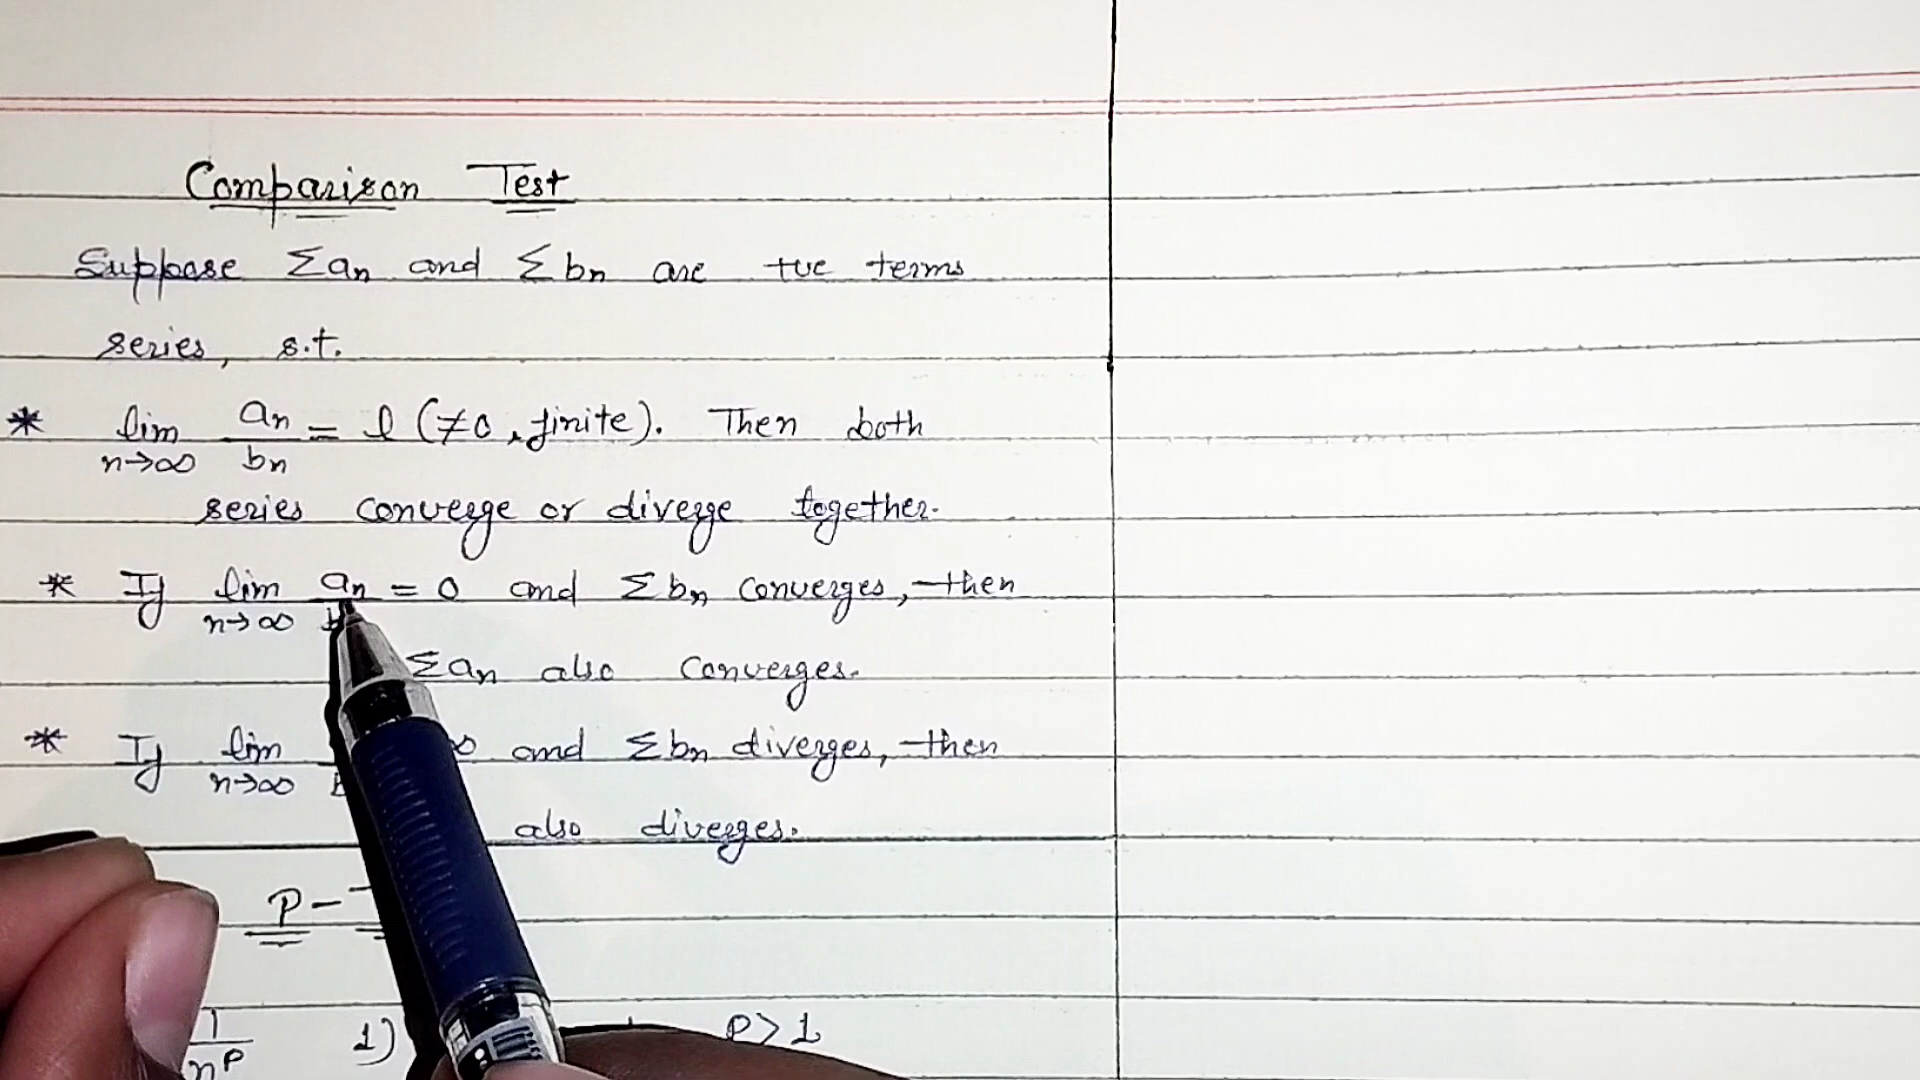 Comparison Test
Suppose Σan and Σbn are +ve terms
series, s.t.
* lim n→∞ an/bn = l (≠0, finite). Then both
series converge or diverge together.
* If lim n→∞ an = 0 and Σbn converges, then
Σan also converges.
* If lim n→∞ ∞ and Σbn diverges, then
also diverges.
P-
1/n^P 1) P>1